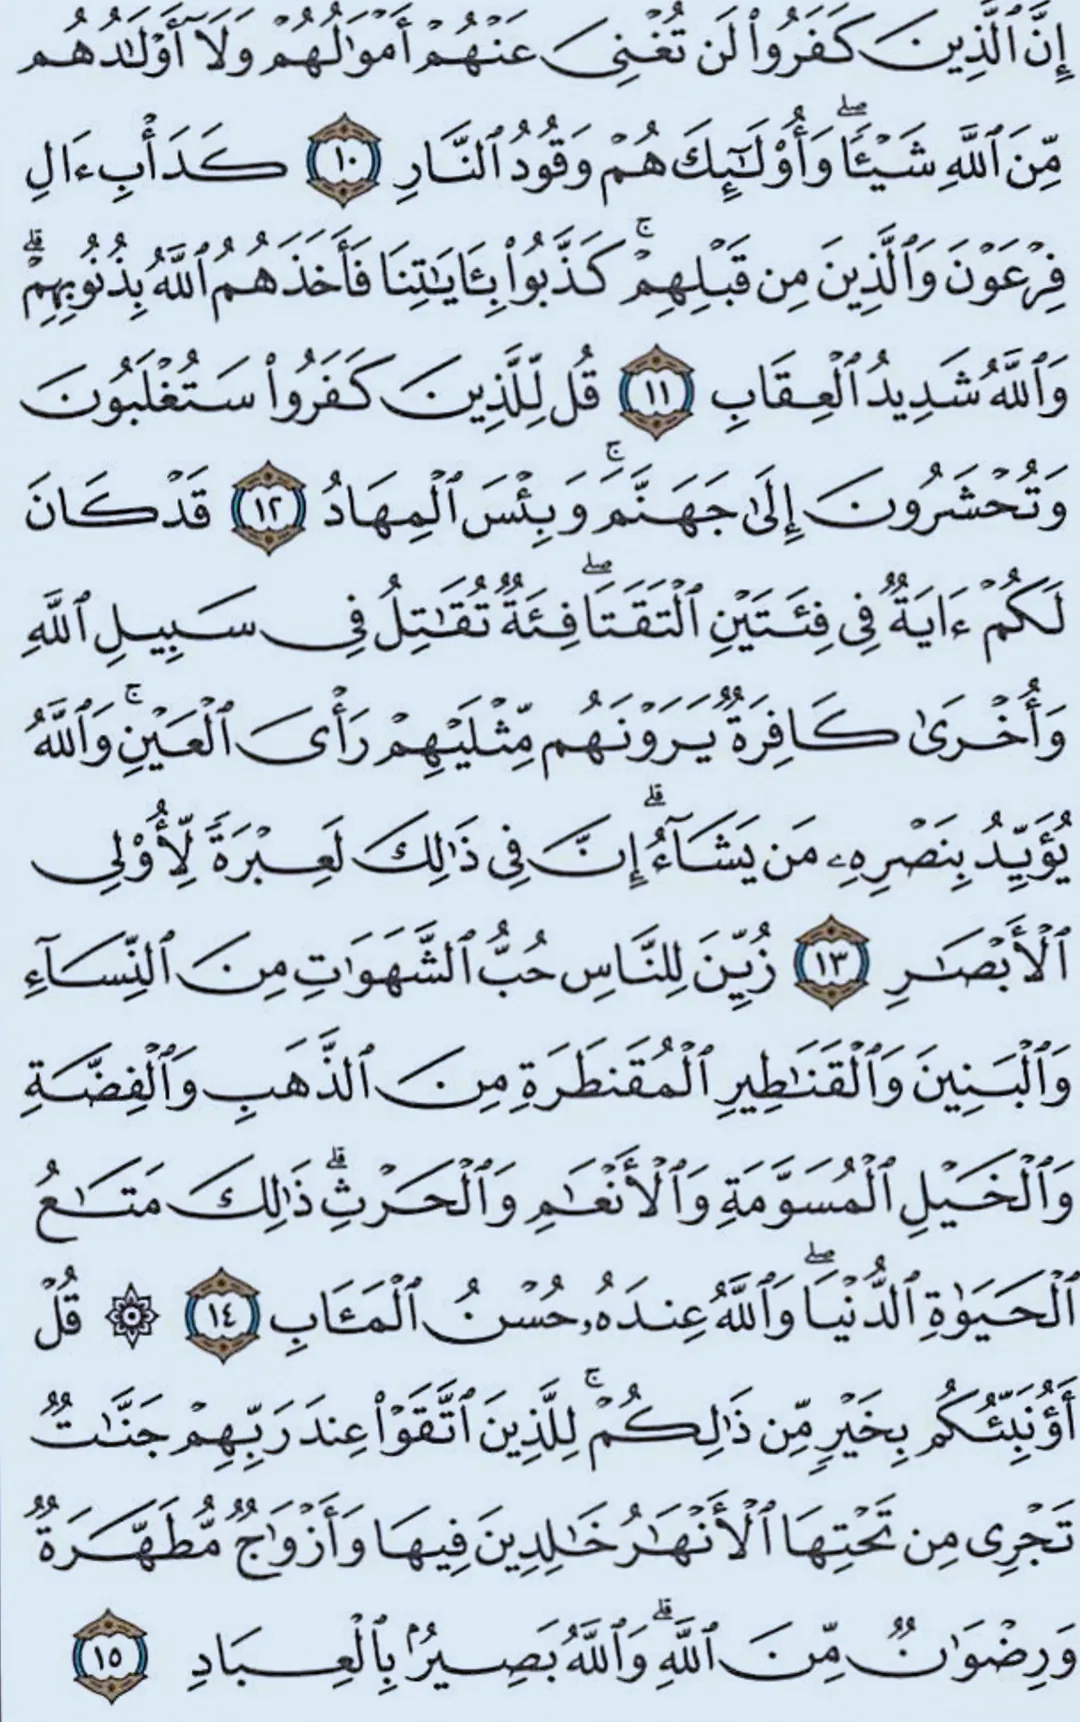 إِنَّ ٱلَّذِينَ كَفَرُواْ لَن تُغْنِىَ عَنْهُمْ أَمْوَٰلُهُمْ وَلَآ أَوْلَٰدُهُم
مِّنَ ٱللَّهِ شَيْـًٔا ۖ وَأُوْلَٰٓئِكَ هُمْ وَقُودُ ٱلنَّارِ ١٠ كَدَأْبِ ءَالِ
فِرْعَوْنَ وَٱلَّذِينَ مِن قَبْلِهِمْ ۚ كَذَّبُواْ بِـَٔايَٰتِنَا فَأَخَذَهُمُ ٱللَّهُ بِذُنُوبِهِمْ ۗ
وَٱللَّهُ شَدِيدُ ٱلْعِقَابِ ١١ قُل لِّلَّذِينَ كَفَرُواْ سَتُغْلَبُونَ
وَتُحْشَرُونَ إِلَىٰ جَهَنَّمَ ۚ وَبِئْسَ ٱلْمِهَادُ ١٢ قَدْ كَانَ
لَكُمْ ءَايَةٌ فِى فِئَتَيْنِ ٱلْتَقَتَا ۖ فِئَةٌ تُقَٰتِلُ فِى سَبِيلِ ٱللَّهِ
وَأُخْرَىٰ كَافِرَةٌ يَرَوْنَهُم مِّثْلَيْهِمْ رَأْىَ ٱلْعَيْنِ ۚ وَٱللَّهُ
يُؤَيِّدُ بِنَصْرِهِۦ مَن يَشَآءُ ۗ إِنَّ فِى ذَٰلِكَ لَعِبْرَةً لِّأُوْلِى
ٱلْأَبْصَٰرِ ١٣ زُيِّنَ لِلنَّاسِ حُبُّ ٱلشَّهَوَٰتِ مِنَ ٱلنِّسَآءِ
وَٱلْبَنِينَ وَٱلْقَنَٰطِيرِ ٱلْمُقَنطَرَةِ مِنَ ٱلذَّهَبِ وَٱلْفِضَّةِ
وَٱلْخَيْلِ ٱلْمُسَوَّمَةِ وَٱلْأَنْعَٰمِ وَٱلْحَرْثِ ۗ ذَٰلِكَ مَتَٰعُ
ٱلْحَيَوٰةِ ٱلدُّنْيَا ۖ وَٱللَّهُ عِندَهُۥ حُسْنُ ٱلْمَـَٔابِ ١٤ ۞ قُلْ
أَؤُنَبِّئُكُم بِخَيْرٍ مِّن ذَٰلِكُمْ ۚ لِلَّذِينَ ٱتَّقَوْاْ عِندَ رَبِّهِمْ جَنَّٰتٌ
تَجْرِى مِن تَحْتِهَا ٱلْأَنْهَٰرُ خَٰلِدِينَ فِيهَا وَأَزْوَٰجٌ مُّطَهَّرَةٌ
وَرِضْوَٰنٌ مِّنَ ٱللَّهِ ۗ وَٱللَّهُ بَصِيرٌۢ بِٱلْعِبَادِ ١٥